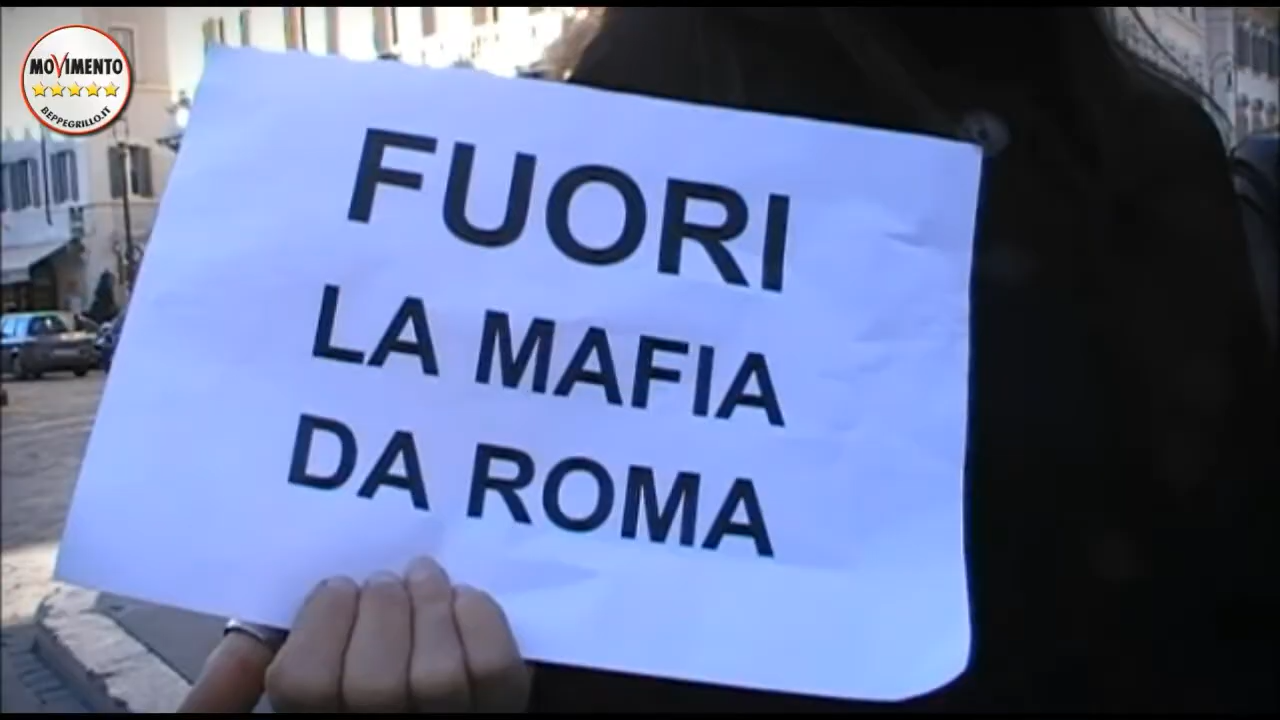 MOVIMENTO
BEPPEGRILLO.IT
FUORI
LA MAFIA
DA ROMA